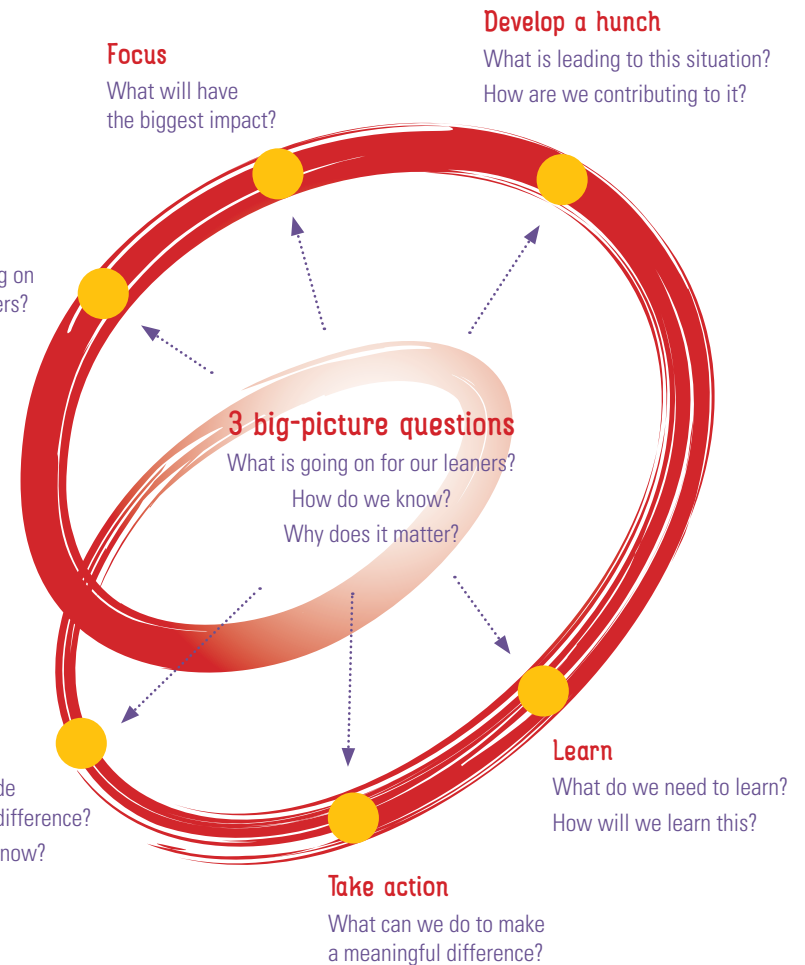 Develop a hunch
What is leading to this situation?
How are we contributing to it?
Focus
What will have
the biggest impact?
on
3 big-picture questions
What is going on for our leaners?
How do we know?
Why does it matter?
Learn
What do we need to learn?
How will we learn this?
difference?
now?
Take action
What can we do to make
a meaningful difference?